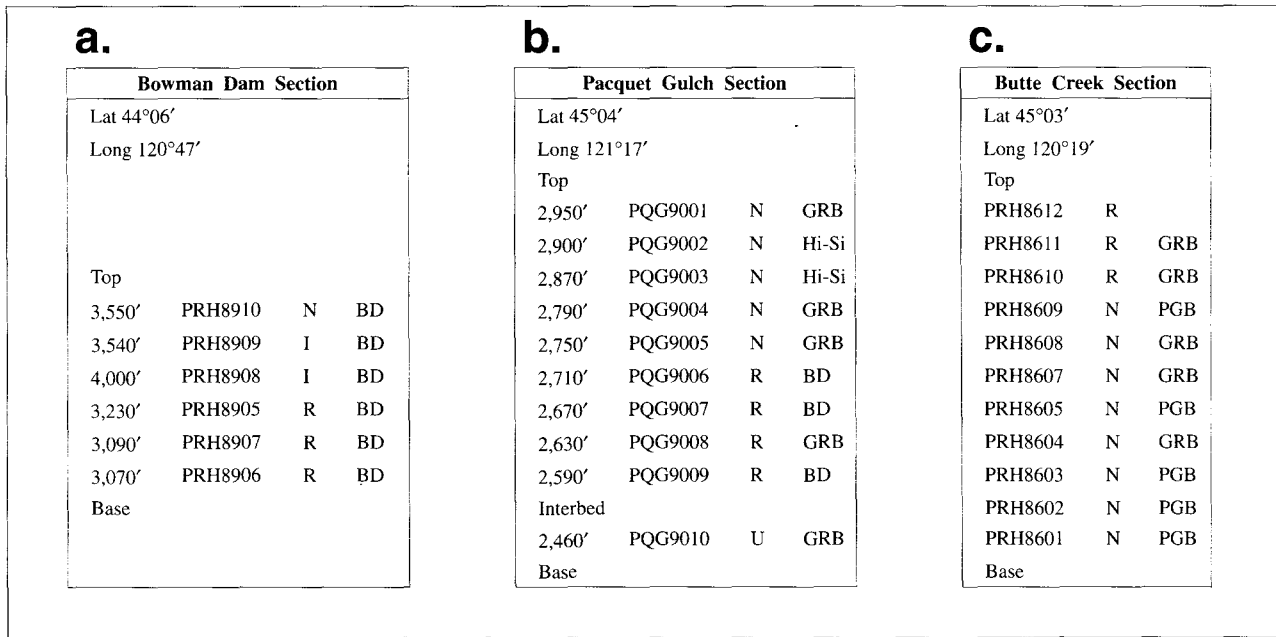 a.
Bowman Dam Section
Lat 44°06′
Long 120°47′
Top
3,550′ PRH8910 N BD
3,540′ PRH8909 I BD
4,000′ PRH8908 I BD
3,230′ PRH8905 R BD
3,090′ PRH8907 R BD
3,070′ PRH8906 R BD
Base
b.
Pacquet Gulch Section
Lat 45°04′
Long 121°17′
Top
2,950′ PQG9001 N GRB
2,900′ PQG9002 N Hi-Si
2,870′ PQG9003 N Hi-Si
2,790′ PQG9004 N GRB
2,750′ PQG9005 N GRB
2,710′ PQG9006 R BD
2,670′ PQG9007 R BD
2,630′ PQG9008 R GRB
2,590′ PQG9009 R BD
Interbed
2,460′ PQG9010 U GRB
Base
c.
Butte Creek Section
Lat 45°03′
Long 120°19′
Top
PRH8612 R
PRH8611 R GRB
PRH8610 R GRB
PRH8609 N PGB
PRH8608 N GRB
PRH8607 N GRB
PRH8605 N PGB
PRH8604 N GRB
PRH8603 N PGB
PRH8602 N PGB
PRH8601 N PGB
Base